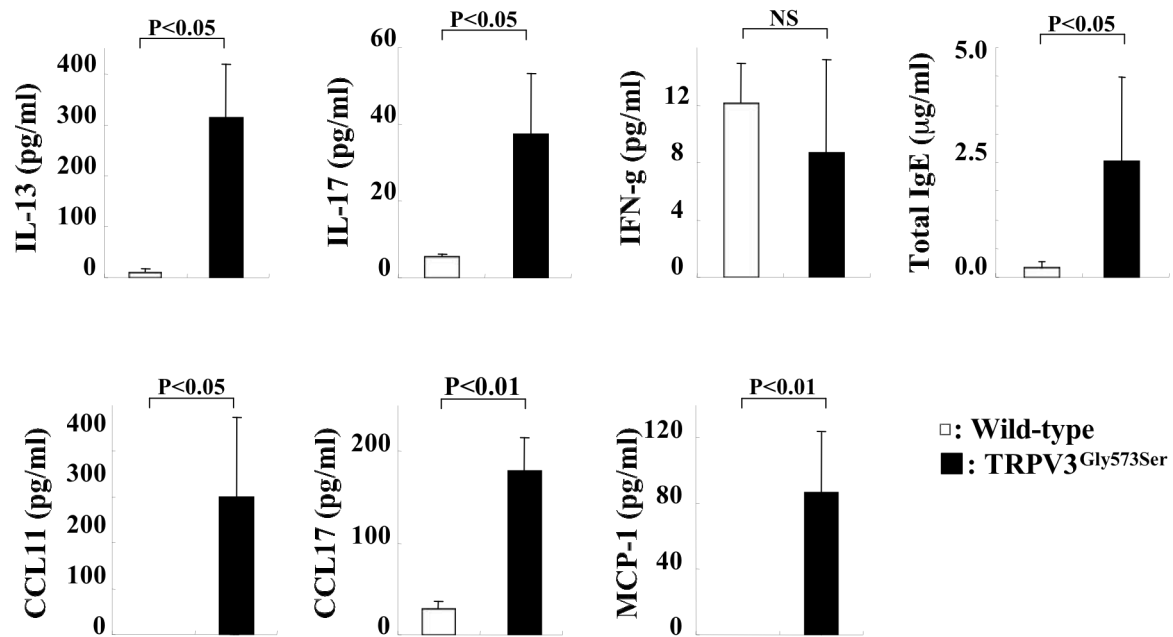 P<0.05
IL-13 (pg/ml)
400
300
200
100
0
P<0.05
IL-17 (pg/ml)
60
40
20
0
NS
IFN-g (pg/ml)
12
8
4
0
P<0.05
Total IgE (μg/ml)
5.0
2.5
0.0
P<0.05
CCL11 (pg/ml)
400
300
200
100
0
P<0.01
CCL17 (pg/ml)
200
100
0
P<0.01
MCP-1 (pg/ml)
120
80
40
0
: Wild-type
: TRPV3Gly573Ser